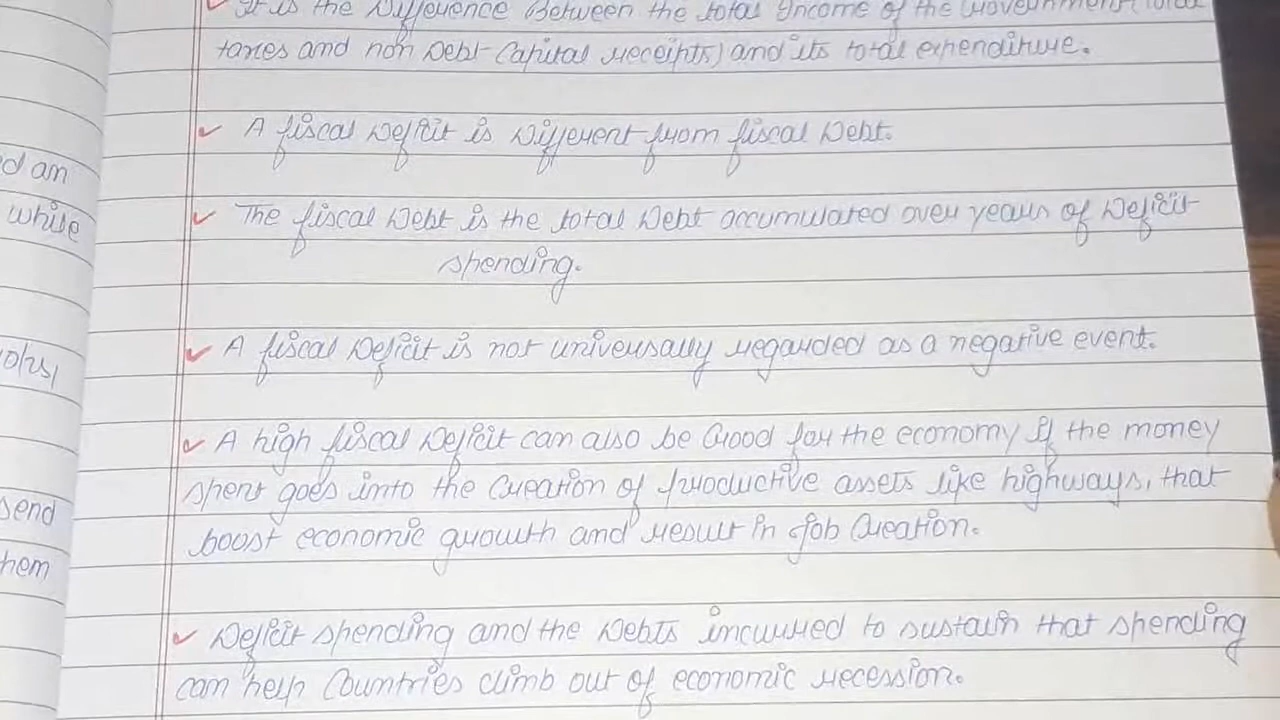 It is the Difference Between the total Income of the Government (total
taxes and non Debt Capital receipts) and its total expenditure.
A fiscal Deficit is Different from fiscal Debt.
The fiscal Debt is the total Debt accumulated over years of Deficit
spending.
A fiscal Deficit is not universally regarded as a negative event.
A high fiscal Deficit can also be Good for the economy if the money
spent goes into the Creation of productive assets like highways, that
boost economic growth and result in job Creation.
Deficit spending and the Debts incurred to sustain that spending
can help Countries climb out of economic recession.
d an
while
send
hem